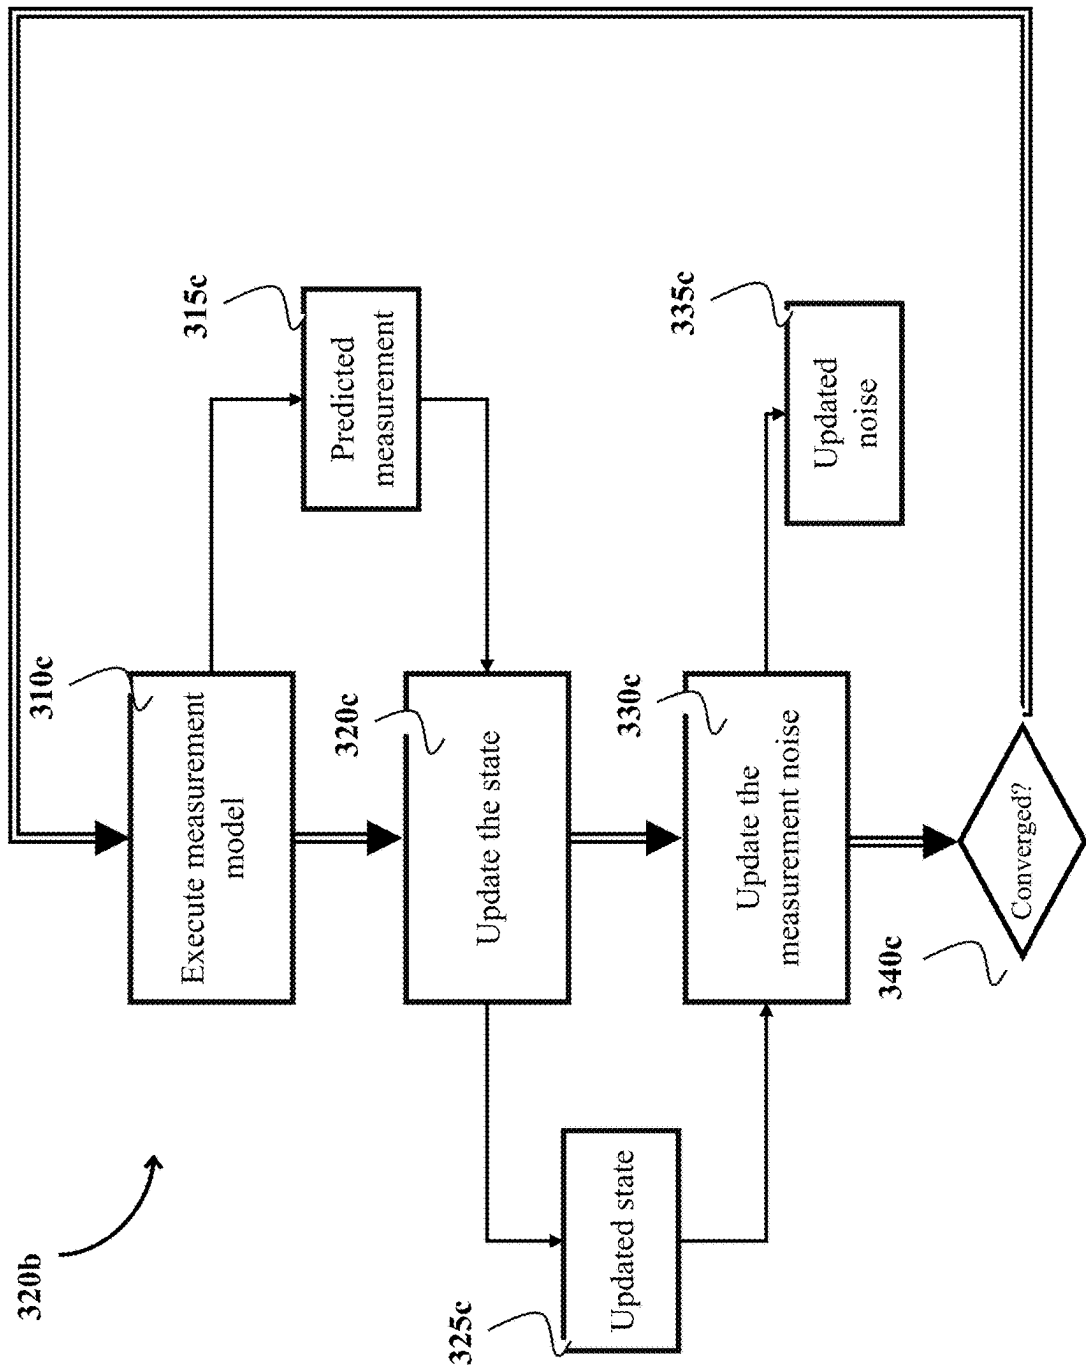 320b
310c
Execute measurement
model
315c
Predicted
measurement
320c
Update the state
325c
Updated state
330c
Update the
measurement noise
335c
Updated
noise
340c
Converged?